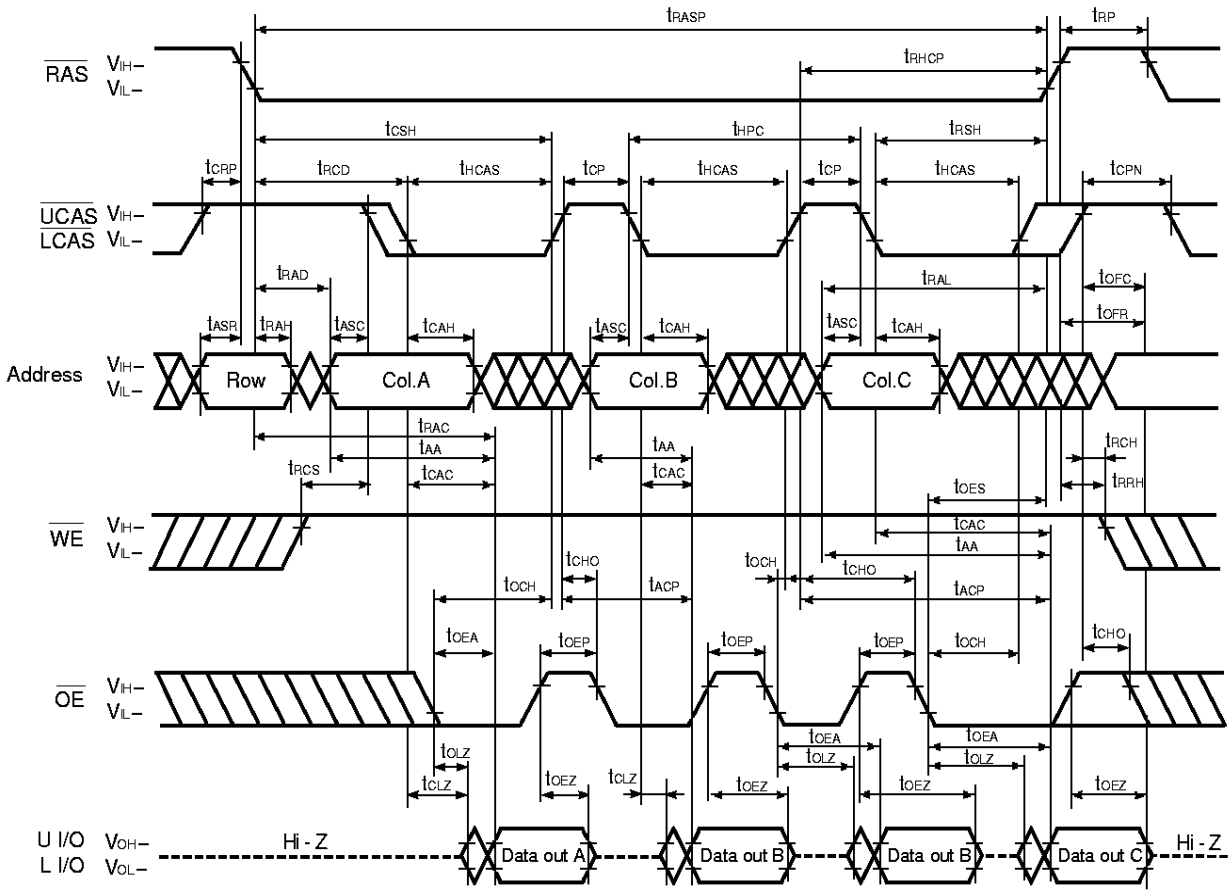 tRASP tRP
RAS VIH–
VIL–
tRHCP
tCSH tHPC tRSH
tCRP tRCD tHCAS tCP tHCAS tCP tHCAS tCPN
UCAS VIH–
LCAS VIL–
tRAD tRAL tOFC
tOFR
tASR tRAH tASC tCAH tASC tCAH tASC tCAH
Address VIH–
VIL–
Row Col.A Col.B Col.C
tRAC
tAA tAA tRCH
tRCS tCAC tCAC tRRH
tOES
WE VIH–
VIL–
tCAC
tAA
tOCH tCHO tOCH tCHO
tACP tACP
tOEA tOEP tOEP tOEP tOCH tCHO
OE VIH–
VIL–
tOEA tOEA
tOLZ tOLZ tOLZ
tCLZ tOEZ tCLZ tOEZ tOEZ tOEZ
U I/O VOH–
L I/O VOL–
Hi - Z Data out A Data out B Data out B Data out C Hi - Z